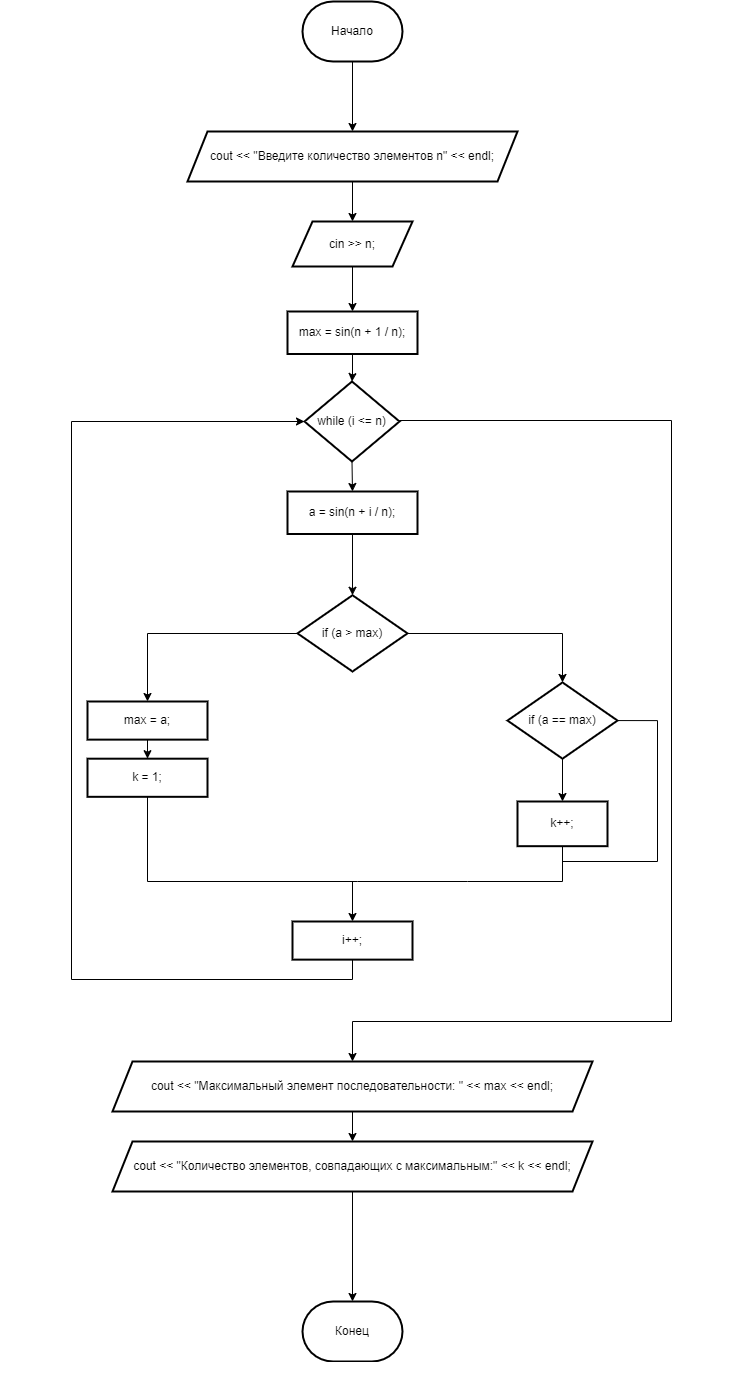 Начало
cout << "Введите количество элементов n" << endl;
cin >> n;
max = sin(n + 1 / n);
while (i <= n)
a = sin(n + i / n);
if (a > max)
max = a;
if (a == max)
k = 1;
k++;
i++;
cout << "Максимальный элемент последовательности: " << max << endl;
cout << "Количество элементов, совпадающих с максимальным:" << k << endl;
Конец